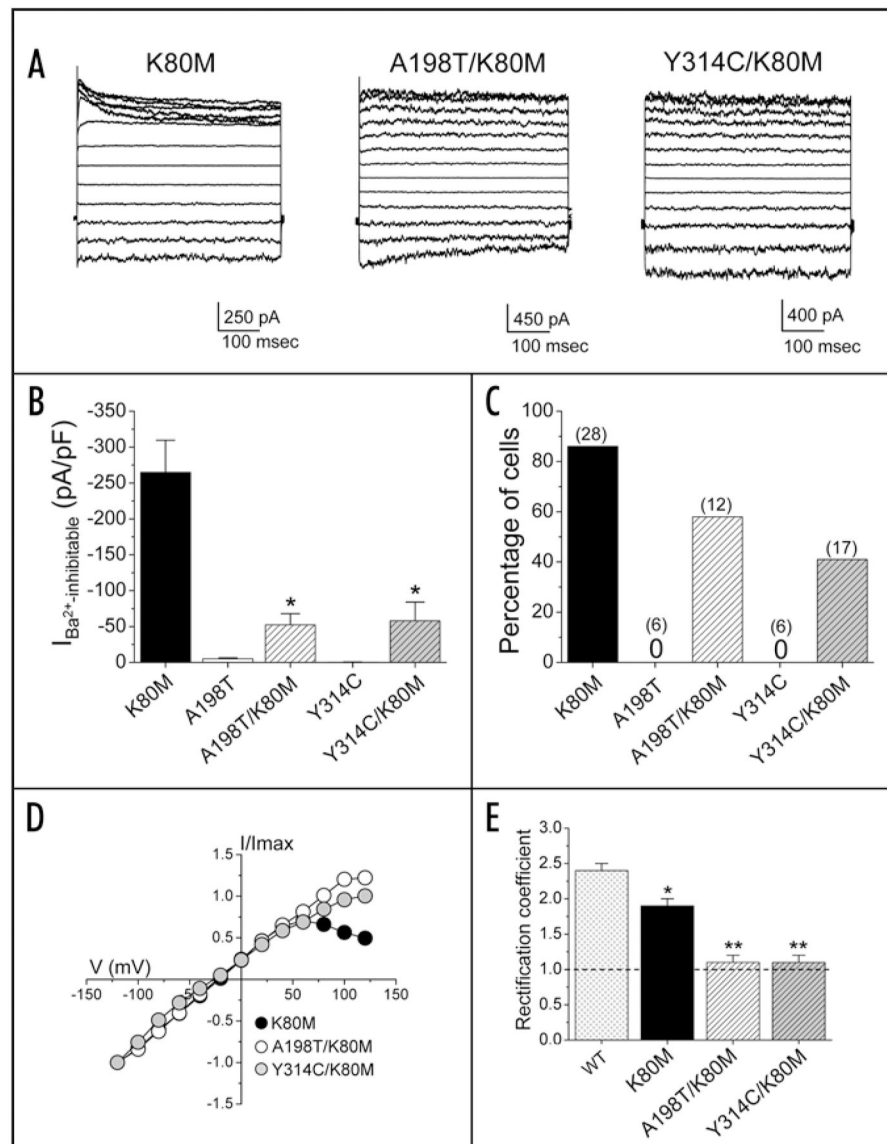 A
K80M
A198T/K80M
Y314C/K80M
250 pA
100 msec
450 pA
100 msec
400 pA
100 msec
B
I Ba2+-inhibitable (pA/pF)
-350
-300
-250
-200
-150
-100
-50
0
*
*
K80M
A198T
A198T/K80M
Y314C
Y314C/K80M
C
Percentage of cells
100
80
60
40
20
0
(28)
(6)
0
(12)
(6)
0
(17)
K80M
A198T
A198T/K80M
Y314C
Y314C/K80M
D
I/Imax
1.5
1.0
0.5
V (mV)
-150 -100 -50 50 100 150
-0.5
-1.0
-1.5
K80M
A198T/K80M
Y314C/K80M
E
Rectification coefficient
3.0
2.5
2.0
1.5
1.0
0.5
0.0
*
**
**
WT
K80M
A198T/K80M
Y314C/K80M